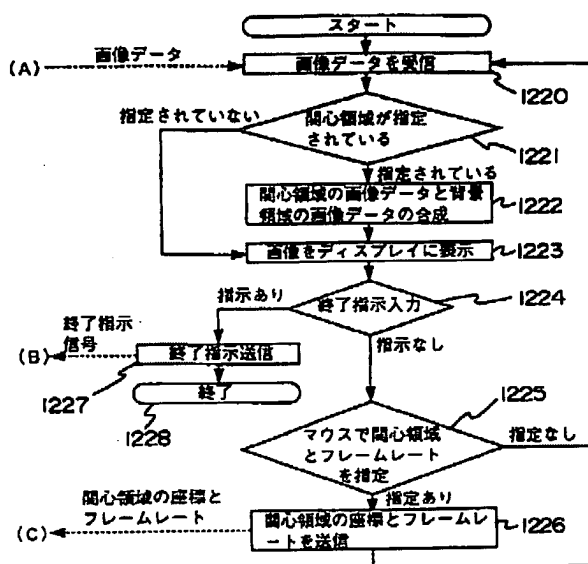 スタート
画像データ
(A)
画像データを受信
1220
指定されていない
関心領域が指定
されている
1221
指定されている
関心領域の画像データと背景
領域の画像データの合成
1222
画像をディスプレイに表示
1223
指示あり
終了指示入力
1224
終了指示
信号
(B)
終了指示送信
指示なし
1227
終了
1228
1225
マウスで関心領域
とフレームレート
を指定
指定なし
指定あり
関心領域の座標と
フレームレート
(C)
関心領域の座標とフレームレ
ートを送信
1226